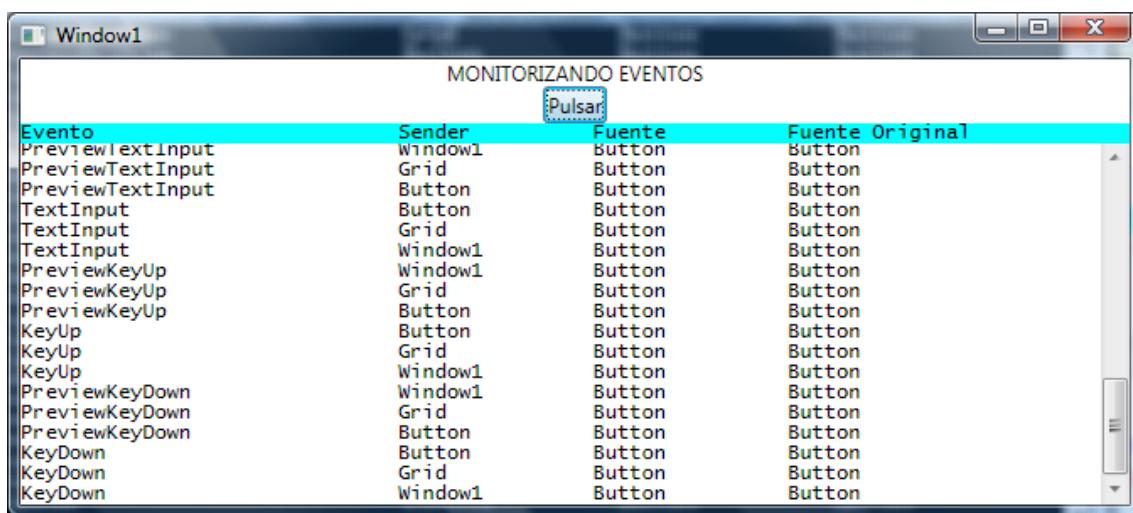 Window1
MONITORIZANDO EVENTOS
Pulsar
Evento Sender Fuente Fuente Original
PreviewTextInput Window1 Button Button
PreviewTextInput Grid Button Button
PreviewTextInput Button Button Button
TextInput Button Button Button
TextInput Grid Button Button
TextInput Window1 Button Button
PreviewKeyUp Window1 Button Button
PreviewKeyUp Grid Button Button
PreviewKeyUp Button Button Button
KeyUp Button Button Button
KeyUp Grid Button Button
KeyUp Window1 Button Button
PreviewKeyDown Window1 Button Button
PreviewKeyDown Grid Button Button
PreviewKeyDown Button Button Button
KeyDown Button Button Button
KeyDown Grid Button Button
KeyDown Window1 Button Button